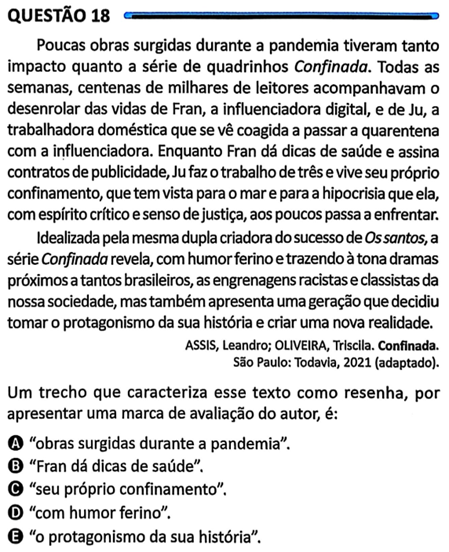 QUESTÃO 18
Poucas obras surgidas durante a pandemia tiveram tanto
impacto quanto a série de quadrinhos Confinada. Todas as
semanas, centenas de milhares de leitores acompanhavam o
desenrolar das vidas de Fran, a influenciadora digital, e de Ju, a
trabalhadora doméstica que se vê coagida a passar a quarentena
com a influenciadora. Enquanto Fran dá dicas de saúde e assina
contratos de publicidade, Ju faz o trabalho de três e vive seu próprio
confinamento, que tem vista para o mar e para a hipocrisia que ela,
com espírito crítico e senso de justiça, aos poucos passa a enfrentar.
Idealizada pela mesma dupla criadora do sucesso de Os santos, a
série Confinada revela, com humor ferino e trazendo à tona dramas
próximos a tantos brasileiros, as engrenagens racistas e classistas da
nossa sociedade, mas também apresenta uma geração que decidiu
tomar o protagonismo da sua história e criar uma nova realidade.
ASSIS, Leandro; OLIVEIRA, Triscila. Confinada.
São Paulo: Todavia, 2021 (adaptado).
Um trecho que caracteriza esse texto como resenha, por
apresentar uma marca de avaliação do autor, é:
A “obras surgidas durante a pandemia”.
B “Fran dá dicas de saúde”.
C “seu próprio confinamento”.
D “com humor ferino”.
E “o protagonismo da sua história”.